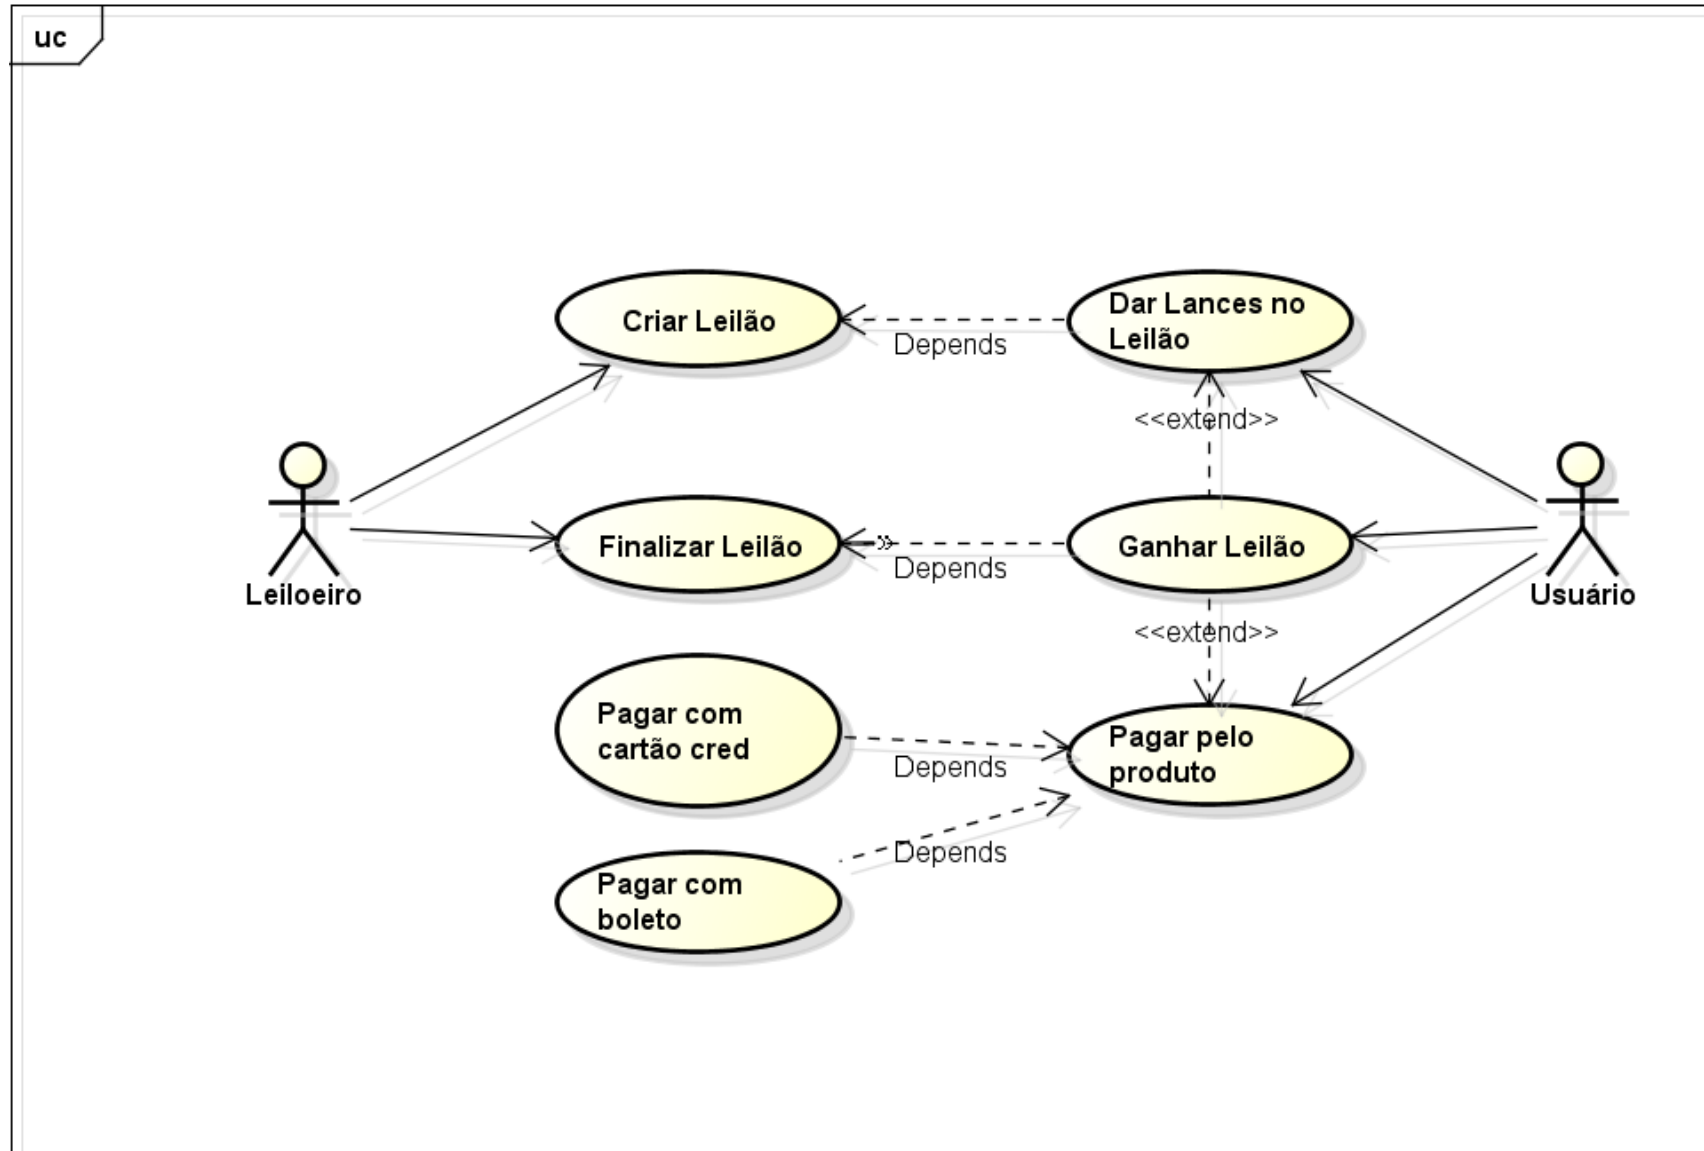 uc
Criar Leilão
Depends
Dar Lances no
Leilão
<<extend>>
Leiloeiro
Finalizar Leilão
Depends
Ganhar Leilão
Usuário
<<extend>>
Pagar com
cartão cred
Depends
Pagar pelo
produto
Depends
Pagar com
boleto